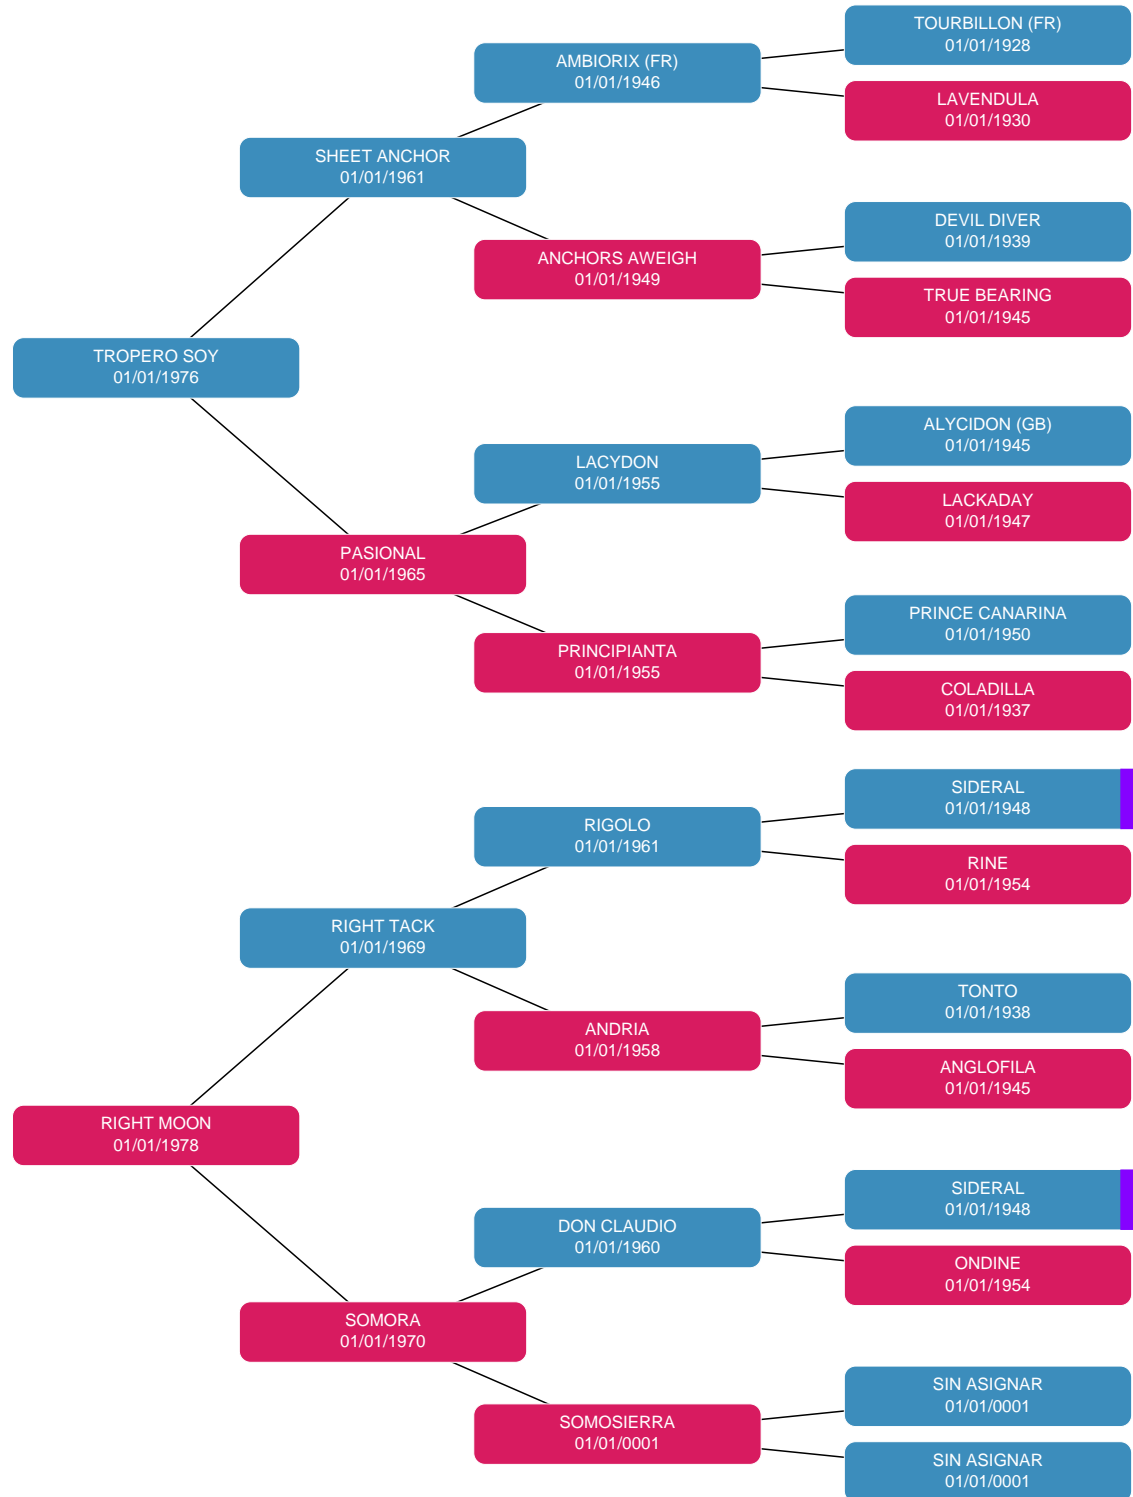 TOURBILLON (FR)
01/01/1928
AMBIORIX (FR)
01/01/1946
LAVENDULA
01/01/1930
SHEET ANCHOR
01/01/1961
DEVIL DIVER
01/01/1939
ANCHORS AWEIGH
01/01/1949
TRUE BEARING
01/01/1945
TROPERO SOY
01/01/1976
ALYCIDON (GB)
01/01/1945
LACYDON
01/01/1955
LACKADAY
01/01/1947
PASIONAL
01/01/1965
PRINCE CANARINA
01/01/1950
PRINCIPIANTA
01/01/1955
COLADILLA
01/01/1937
SIDERAL
01/01/1948
RIGOLO
01/01/1961
RINE
01/01/1954
RIGHT TACK
01/01/1969
TONTO
01/01/1938
ANDRIA
01/01/1958
ANGLOFILA
01/01/1945
RIGHT MOON
01/01/1978
SIDERAL
01/01/1948
DON CLAUDIO
01/01/1960
ONDINE
01/01/1954
SOMORA
01/01/1970
SIN ASIGNAR
01/01/0001
SOMOSIERRA
01/01/0001
SIN ASIGNAR
01/01/0001